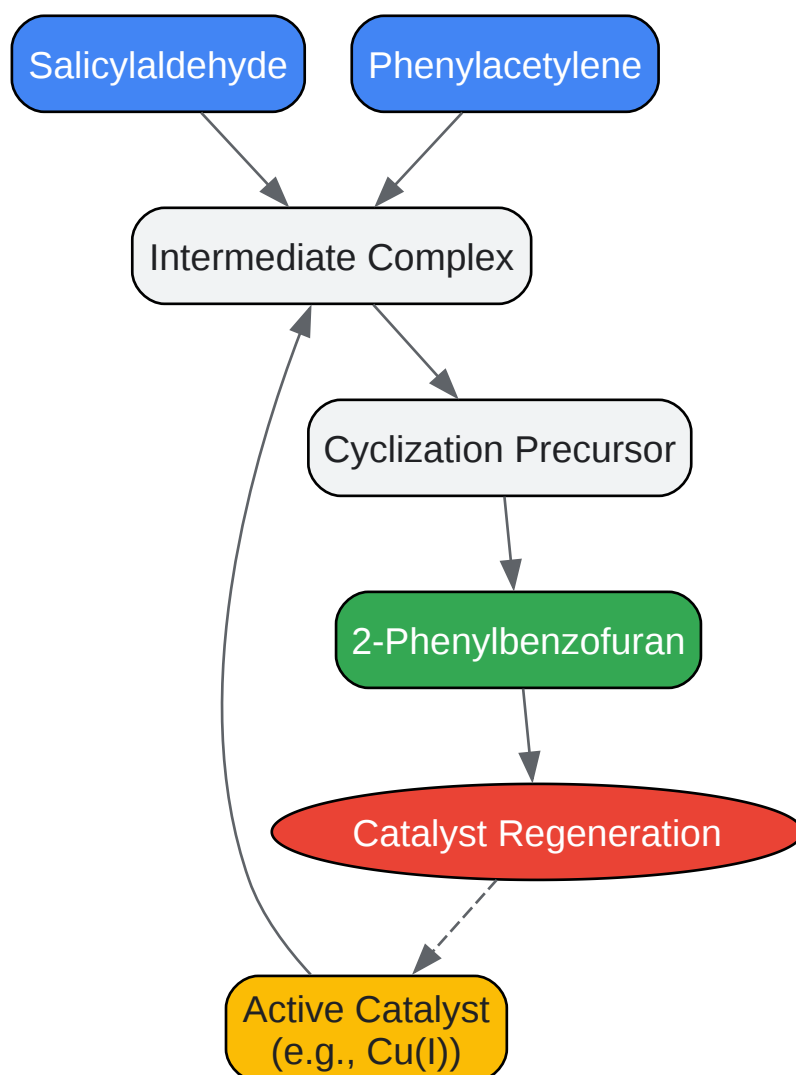 Salicylaldehyde
Phenylacetylene
Intermediate Complex
Cyclization Precursor
2-Phenylbenzofuran
Catalyst Regeneration
Active Catalyst
(e.g., Cu(I))